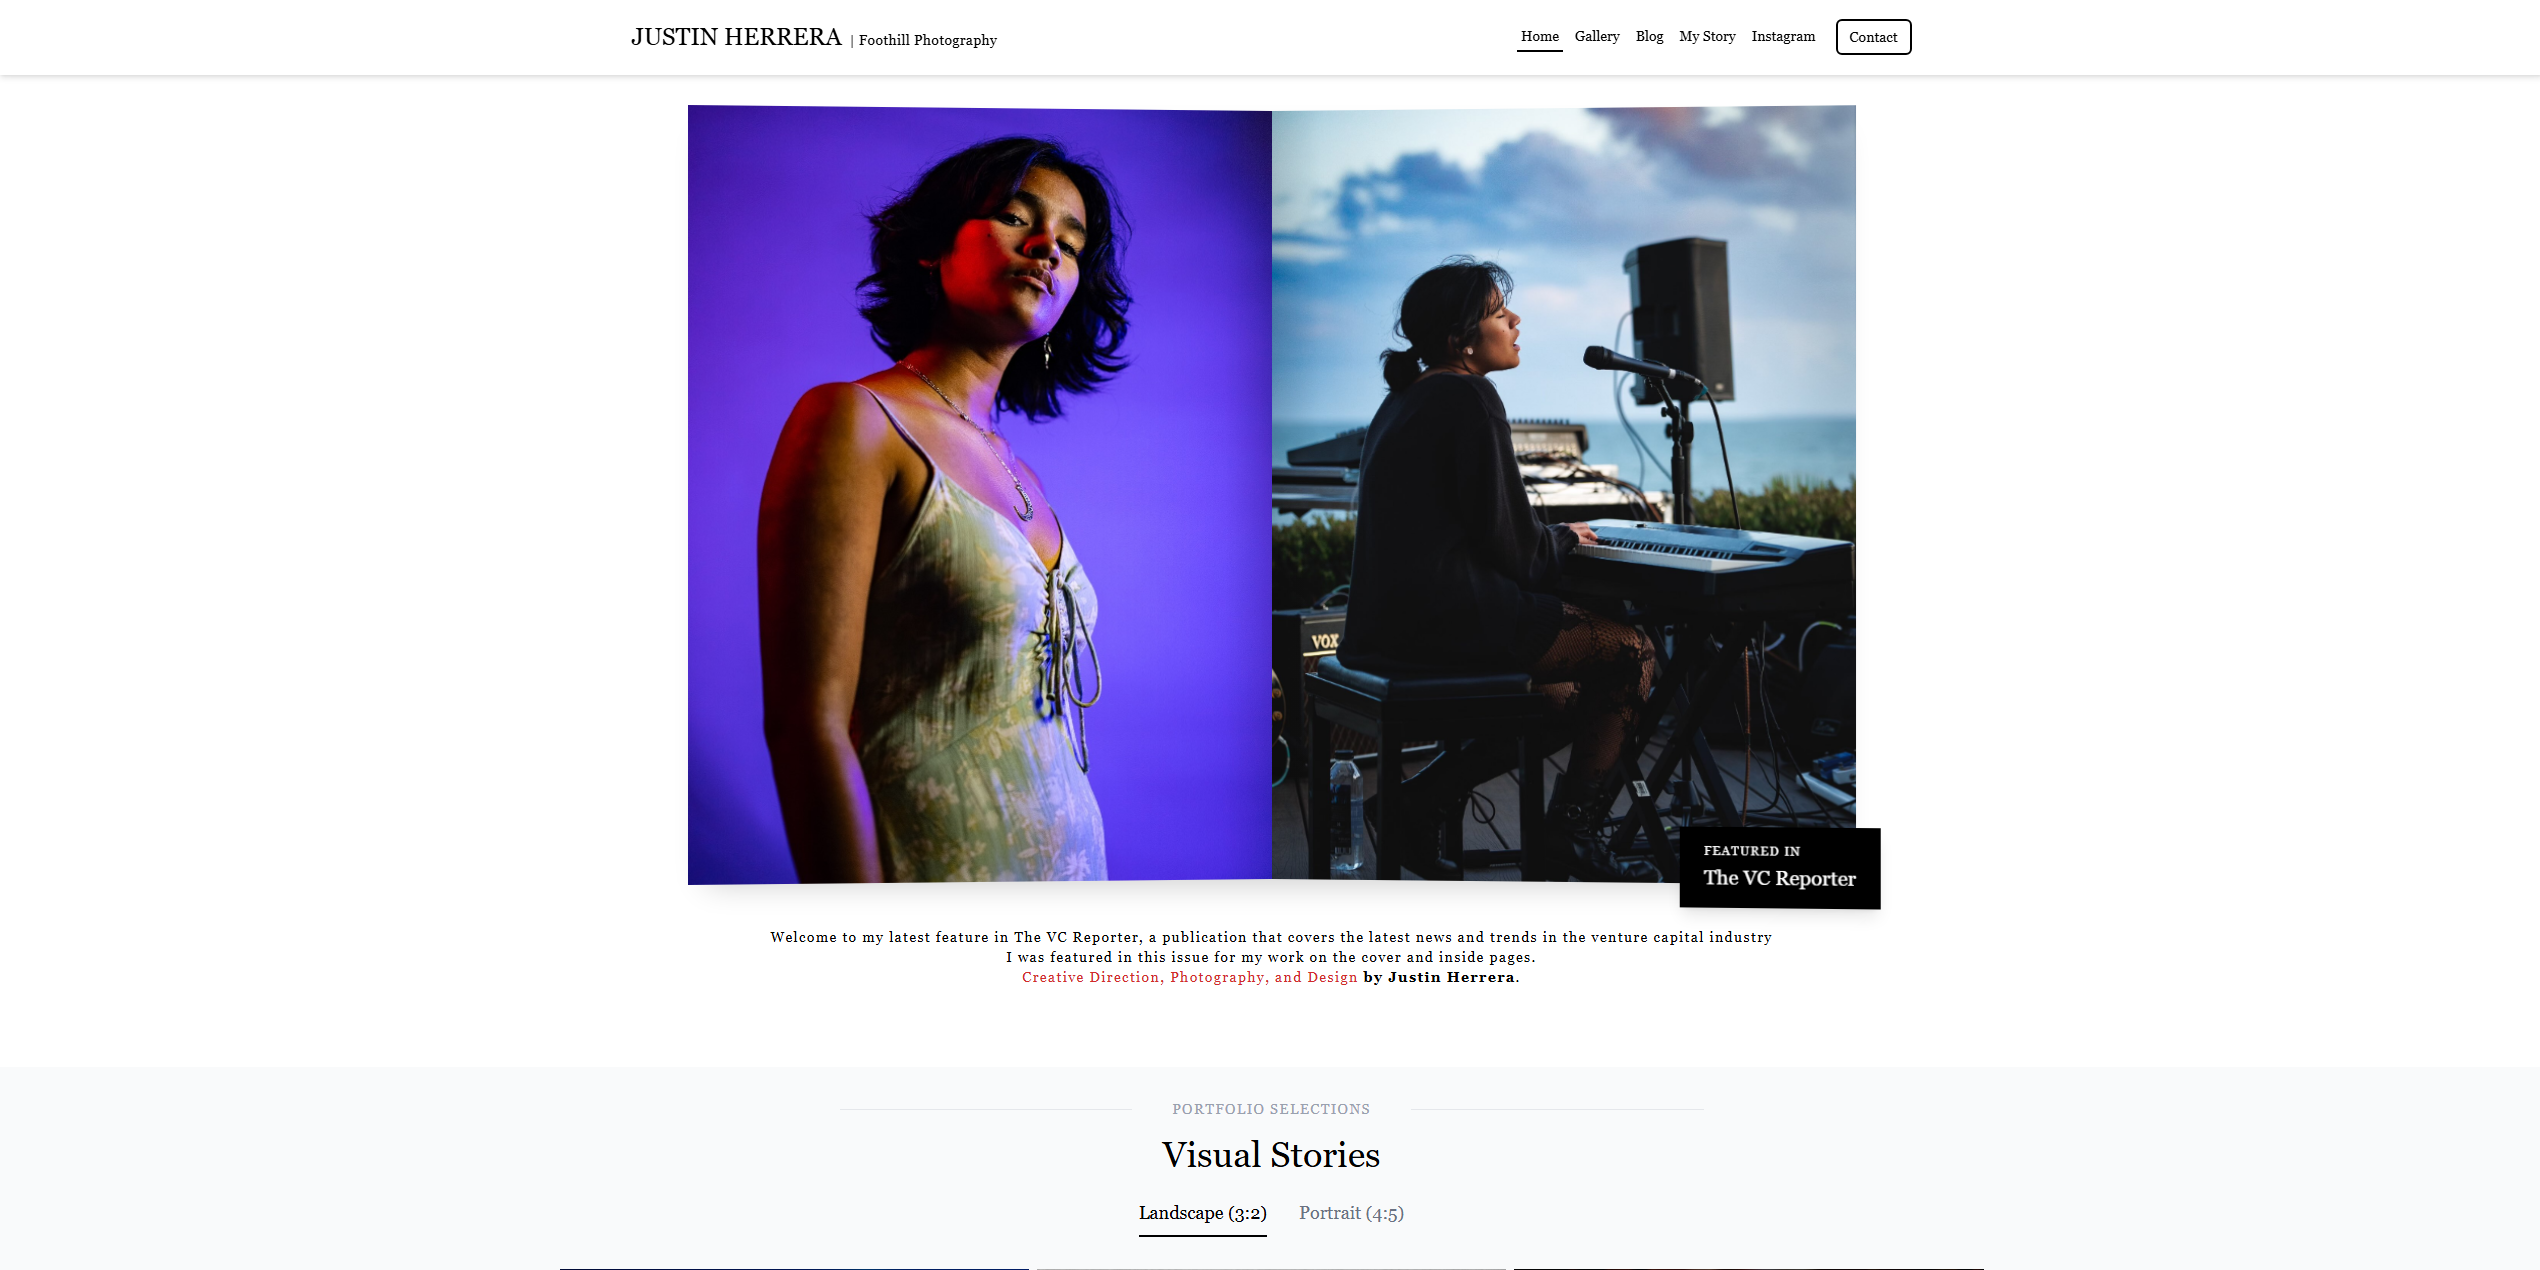 JUSTIN HERRERA | Foothill Photography
Home Gallery Blog My Story Instagram Contact
VOX
FEATURED IN
The VC Reporter
Welcome to my latest feature in The VC Reporter, a publication that covers the latest news and trends in the venture capital industry
I was featured in this issue for my work on the cover and inside pages.
Creative Direction, Photography, and Design by Justin Herrera.
PORTFOLIO SELECTIONS
Visual Stories
Landscape (3:2) Portrait (4:5)